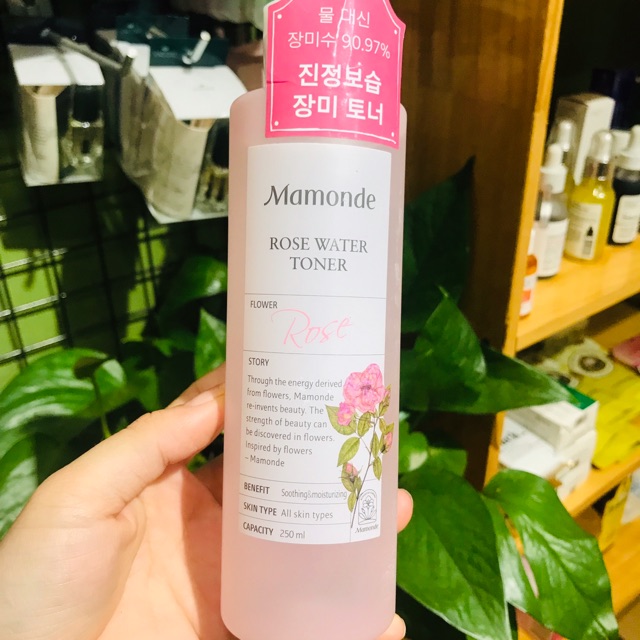 물 대신
장미수 90.97%
진정보습
장미 토너
Mamonde
ROSE WATER
TONER
FLOWER
Rose
STORY
Through the energy derived
from flowers, Mamonde
re-invents beauty. The
strength of beauty can
be discovered in flowers.
Inspired by flowers
– Mamonde
BENEFIT Soothing&moisturizing
SKIN TYPE All skin types
CAPACITY 250 ml
Mamonde